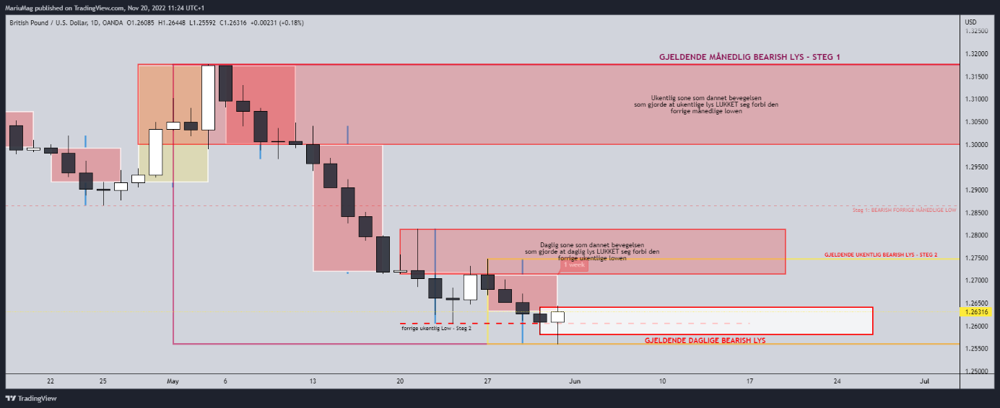 MariuMag published on TradingView.com, Nov 20, 2022 11:24 UTC+1
British Pound / U.S. Dollar, 1D, OANDA O1.26085 H1.26448 L1.25592 C1.26316 +0.00231 (+0.18%)
USD
1.32500
1.32000
GJELDENDE MÅNEDLIG BEARISH LYS - STEG 1
1.31500
Ukentlig sone som dannet bevegelsen
som gjorde at ukentlige lys LUKKET seg forbi den
forrige månedlige lowen
1.31000
1.30500
1.30000
1.29500
1.29000
Steg 1: BEARISH FORRIGE MÅNEDLIGE LOW
1.28500
1.28000
Daglig sone som dannet bevegelsen
som gjorde at daglig lys LUKKET seg forbi den
forrige ukentlige lowen
GJELDENDE UKENTLIG BEARISH LYS - STEG 2
1.27500
1 week
1.27000
1.26500
1.26316
forrige ukentlig Low - Steg 2
1.26000
GJELDENDE DAGLIGE BEARISH LYS
1.25500
1.25000
22 25 May 6 13 20 27 Jun 10 17 24 Jul
TradingView